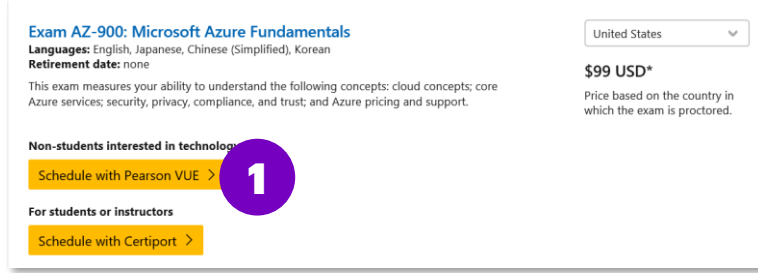 Exam AZ-900: Microsoft Azure Fundamentals
Languages: English, Japanese, Chinese (Simplified), Korean
Retirement date: none
This exam measures your ability to understand the following concepts: cloud concepts; core
Azure services; security, privacy, compliance, and trust; and Azure pricing and support.
United States
$99 USD*
Price based on the country in
which the exam is proctored.
Non-students interested in technology
Schedule with Pearson VUE >
1
For students or instructors
Schedule with Certiport >